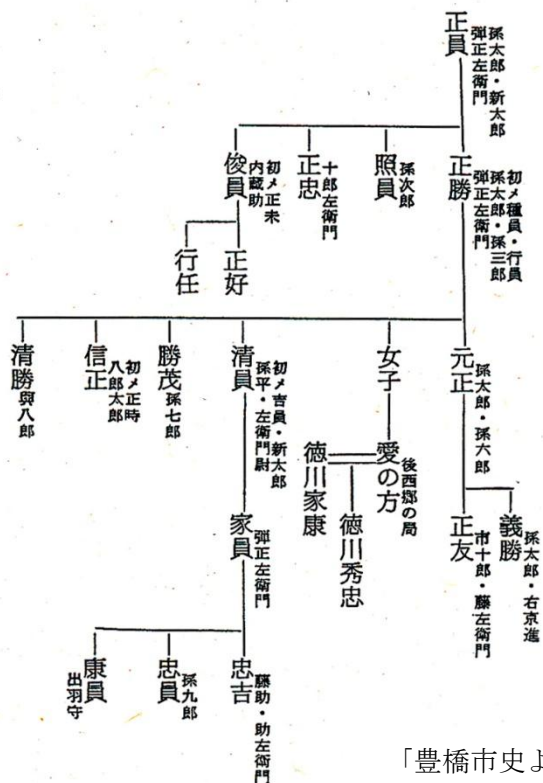 正員
孫太郎・新太郎
弾正左衛門
正勝
初メ種員・行員
孫太郎・孫三郎
弾正左衛門
照員
孫次郎
正忠
十郎左衛門
俊員
初メ正未
内蔵助
正好
行任
元正
孫太郎・孫六郎
女子
清員
初メ吉員・新太郎
孫平・左衛門尉
勝茂
孫七郎
信正
初メ正時
八郎太郎
清勝
與八郎
義勝
孫太郎・右京進
正友
市十郎・藤左衛門
愛の方
後西郷の局
徳川家康
徳川秀忠
家員
弾正左衛門
忠吉
藤助・助左衛門
忠員
孫九郎
康員
出羽守
「豊橋市史よ